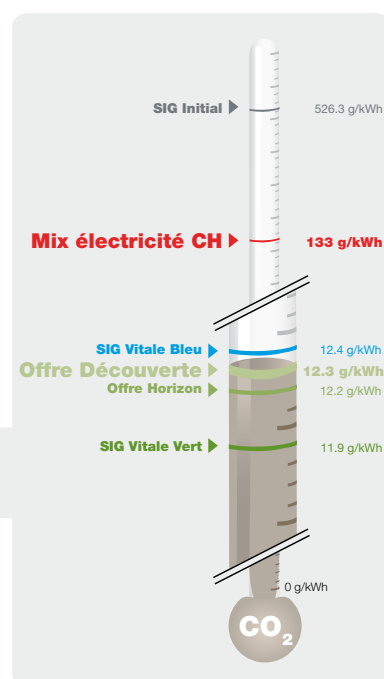 SIG Initial 526.3 g/kWh
Mix électricité CH 133 g/kWh
SIG Vitale Bleu 12.4 g/kWh
Offre Découverte 12.3 g/kWh
Offre Horizon 12.2 g/kWh
SIG Vitale Vert 11.9 g/kWh
0 g/kWh
CO2